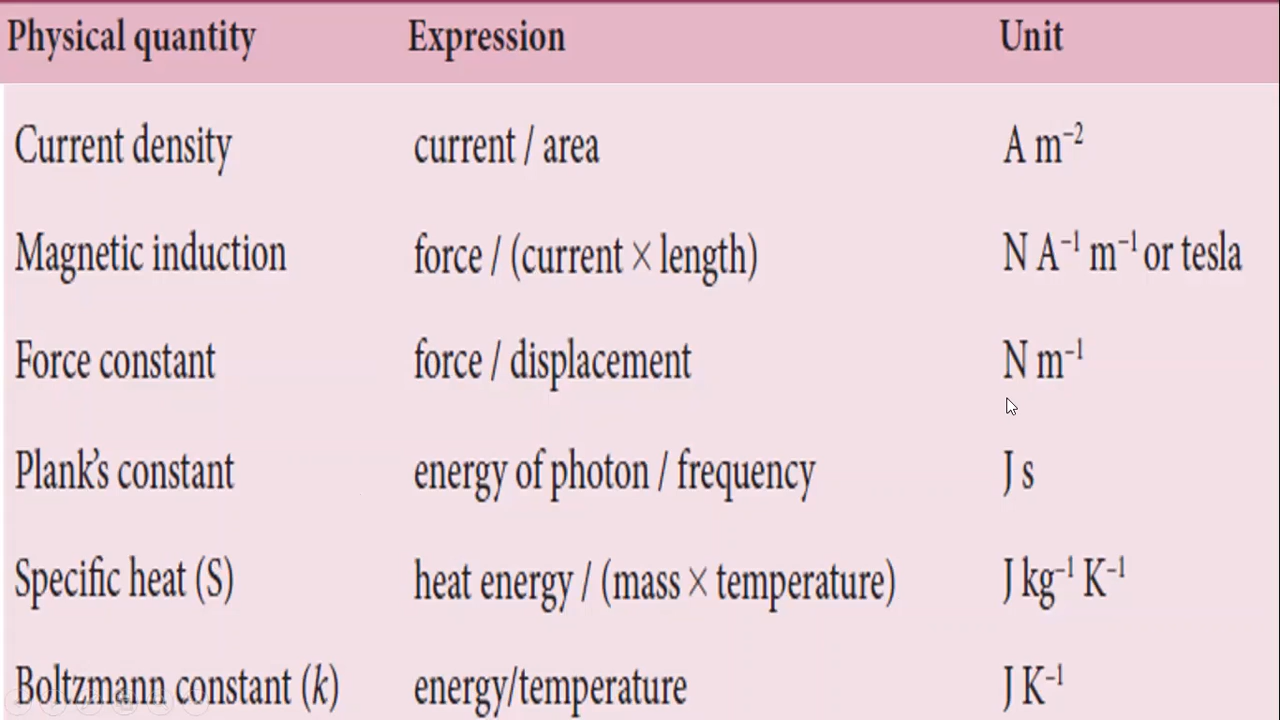 Physical quantity Expression Unit
Current density current / area A m⁻²
Magnetic induction force / (current × length) N A⁻¹ m⁻¹ or tesla
Force constant force / displacement N m⁻¹
Plank's constant energy of photon / frequency J s
Specific heat (S) heat energy / (mass × temperature) J kg⁻¹ K⁻¹
Boltzmann constant (k) energy/temperature J K⁻¹